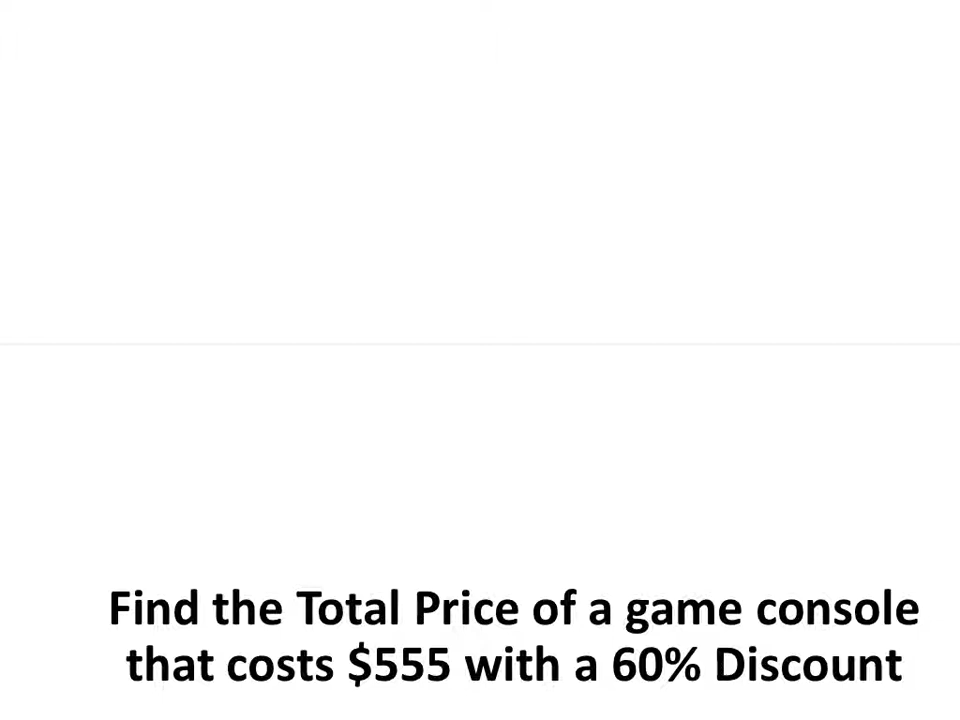 Find the Total Price of a game console
that costs $555 with a 60% Discount